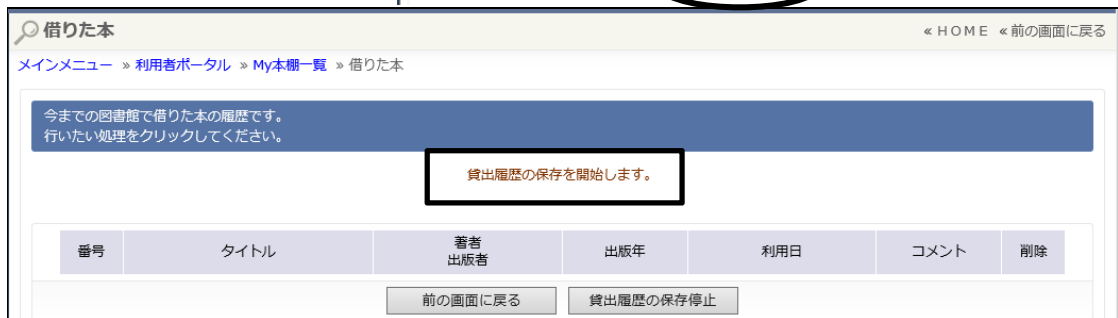 借りた本 «HOME «前の画面に戻る
メインメニュー » 利用者ポータル » My本棚一覧 » 借りた本
今までの図書館で借りた本の履歴です。
行いたい処理をクリックしてください。
貸出履歴の保存を開始します。
番号 タイトル 著者 出版年 利用日 コメント 削除
出版者
前の画面に戻る 貸出履歴の保存停止